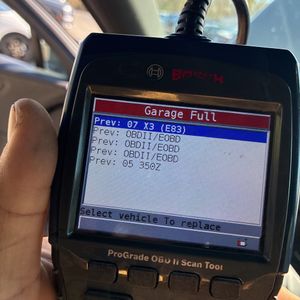 BOSCH
Garage Full
Prev: 07 X3 (E83)
Prev: OBDII/EOBD
Prev: OBDII/EOBD
Prev: OBDII/EOBD
Prev: 05 350Z
Select vehicle To replace
ProGrade OBD II Scan Tool